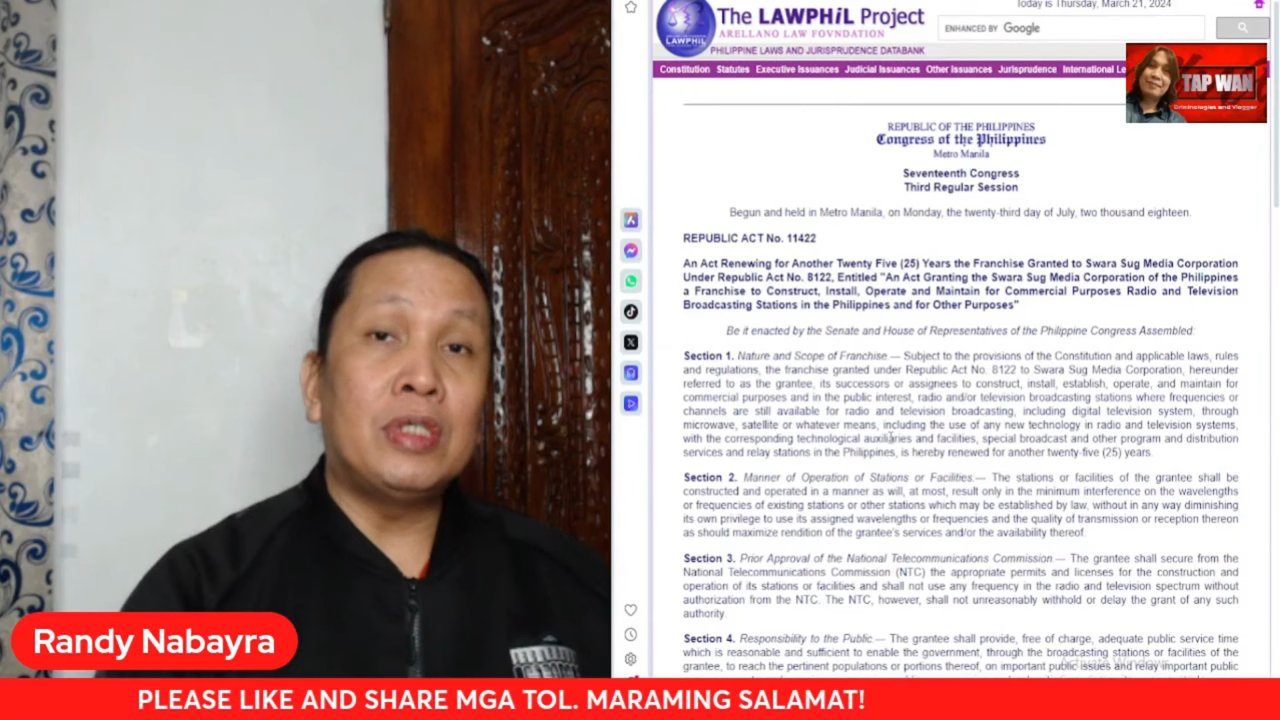 Today is Thursday, March 21, 2024
The LAWPHiL Project
ARELLANO LAW FOUNDATION
PHILIPPINE LAWS AND JURISPRUDENCE DATABANK
LAWPHIL
ENHANCED BY Google
Constitution Statutes Executive Issuances Judicial Issuances Other Issuances Jurisprudence International Le
TAP WAN
Criminologist and Vlogger
REPUBLIC OF THE PHILIPPINES
Congress of the Philippines
Metro Manila
Seventeenth Congress
Third Regular Session
Begun and held in Metro Manila, on Monday, the twenty-third day of July, two thousand eighteen.
REPUBLIC ACT No. 11422
An Act Renewing for Another Twenty Five (25) Years the Franchise Granted to Swara Sug Media Corporation
Under Republic Act No. 8122, Entitled "An Act Granting the Swara Sug Media Corporation of the Philippines
a Franchise to Construct, Install, Operate and Maintain for Commercial Purposes Radio and Television
Broadcasting Stations in the Philippines and for Other Purposes"
Be it enacted by the Senate and House of Representatives of the Philippine Congress Assembled:
Section 1. Nature and Scope of Franchise.— Subject to the provisions of the Constitution and applicable laws, rules
and regulations, the franchise granted under Republic Act No. 8122 to Swara Sug Media Corporation, hereunder
referred to as the grantee, its successors or assignees to construct, install, establish, operate, and maintain for
commercial purposes and in the public interest, radio and/or television broadcasting stations where frequencies or
channels are still available for radio and television broadcasting, including digital television system, through
microwave, satellite or whatever means, including the use of any new technology in radio and television systems,
with the corresponding technological auxiliaries and facilities, special broadcast and other program and distribution
services and relay stations in the Philippines, is hereby renewed for another twenty-five (25) years.
Section 2. Manner of Operation of Stations or Facilities.— The stations or facilities of the grantee shall be
constructed and operated in a manner as will, at most, result only in the minimum interference on the wavelengths
or frequencies of existing stations or other stations which may be established by law, without in any way diminishing
its own privilege to use its assigned wavelengths or frequencies and the quality of transmission or reception thereon
as should maximize rendition of the grantee's services and/or the availability thereof.
Section 3. Prior Approval of the National Telecommunications Commission.— The grantee shall secure from the
National Telecommunications Commission (NTC) the appropriate permits and licenses for the construction and
operation of its stations or facilities and shall not use any frequency in the radio and television spectrum without
authorization from the NTC. The NTC, however, shall not unreasonably withhold or delay the grant of any such
authority.
Section 4. Responsibility to the Public.— The grantee shall provide, free of charge, adequate public service time
which is reasonable and sufficient to enable the government, through the broadcasting stations or facilities of the
grantee, to reach the pertinent populations or portions thereof, on important public issues and relay important public
Activate Windows
Randy Nabayra
PLEASE LIKE AND SHARE MGA TOL. MARAMING SALAMAT!